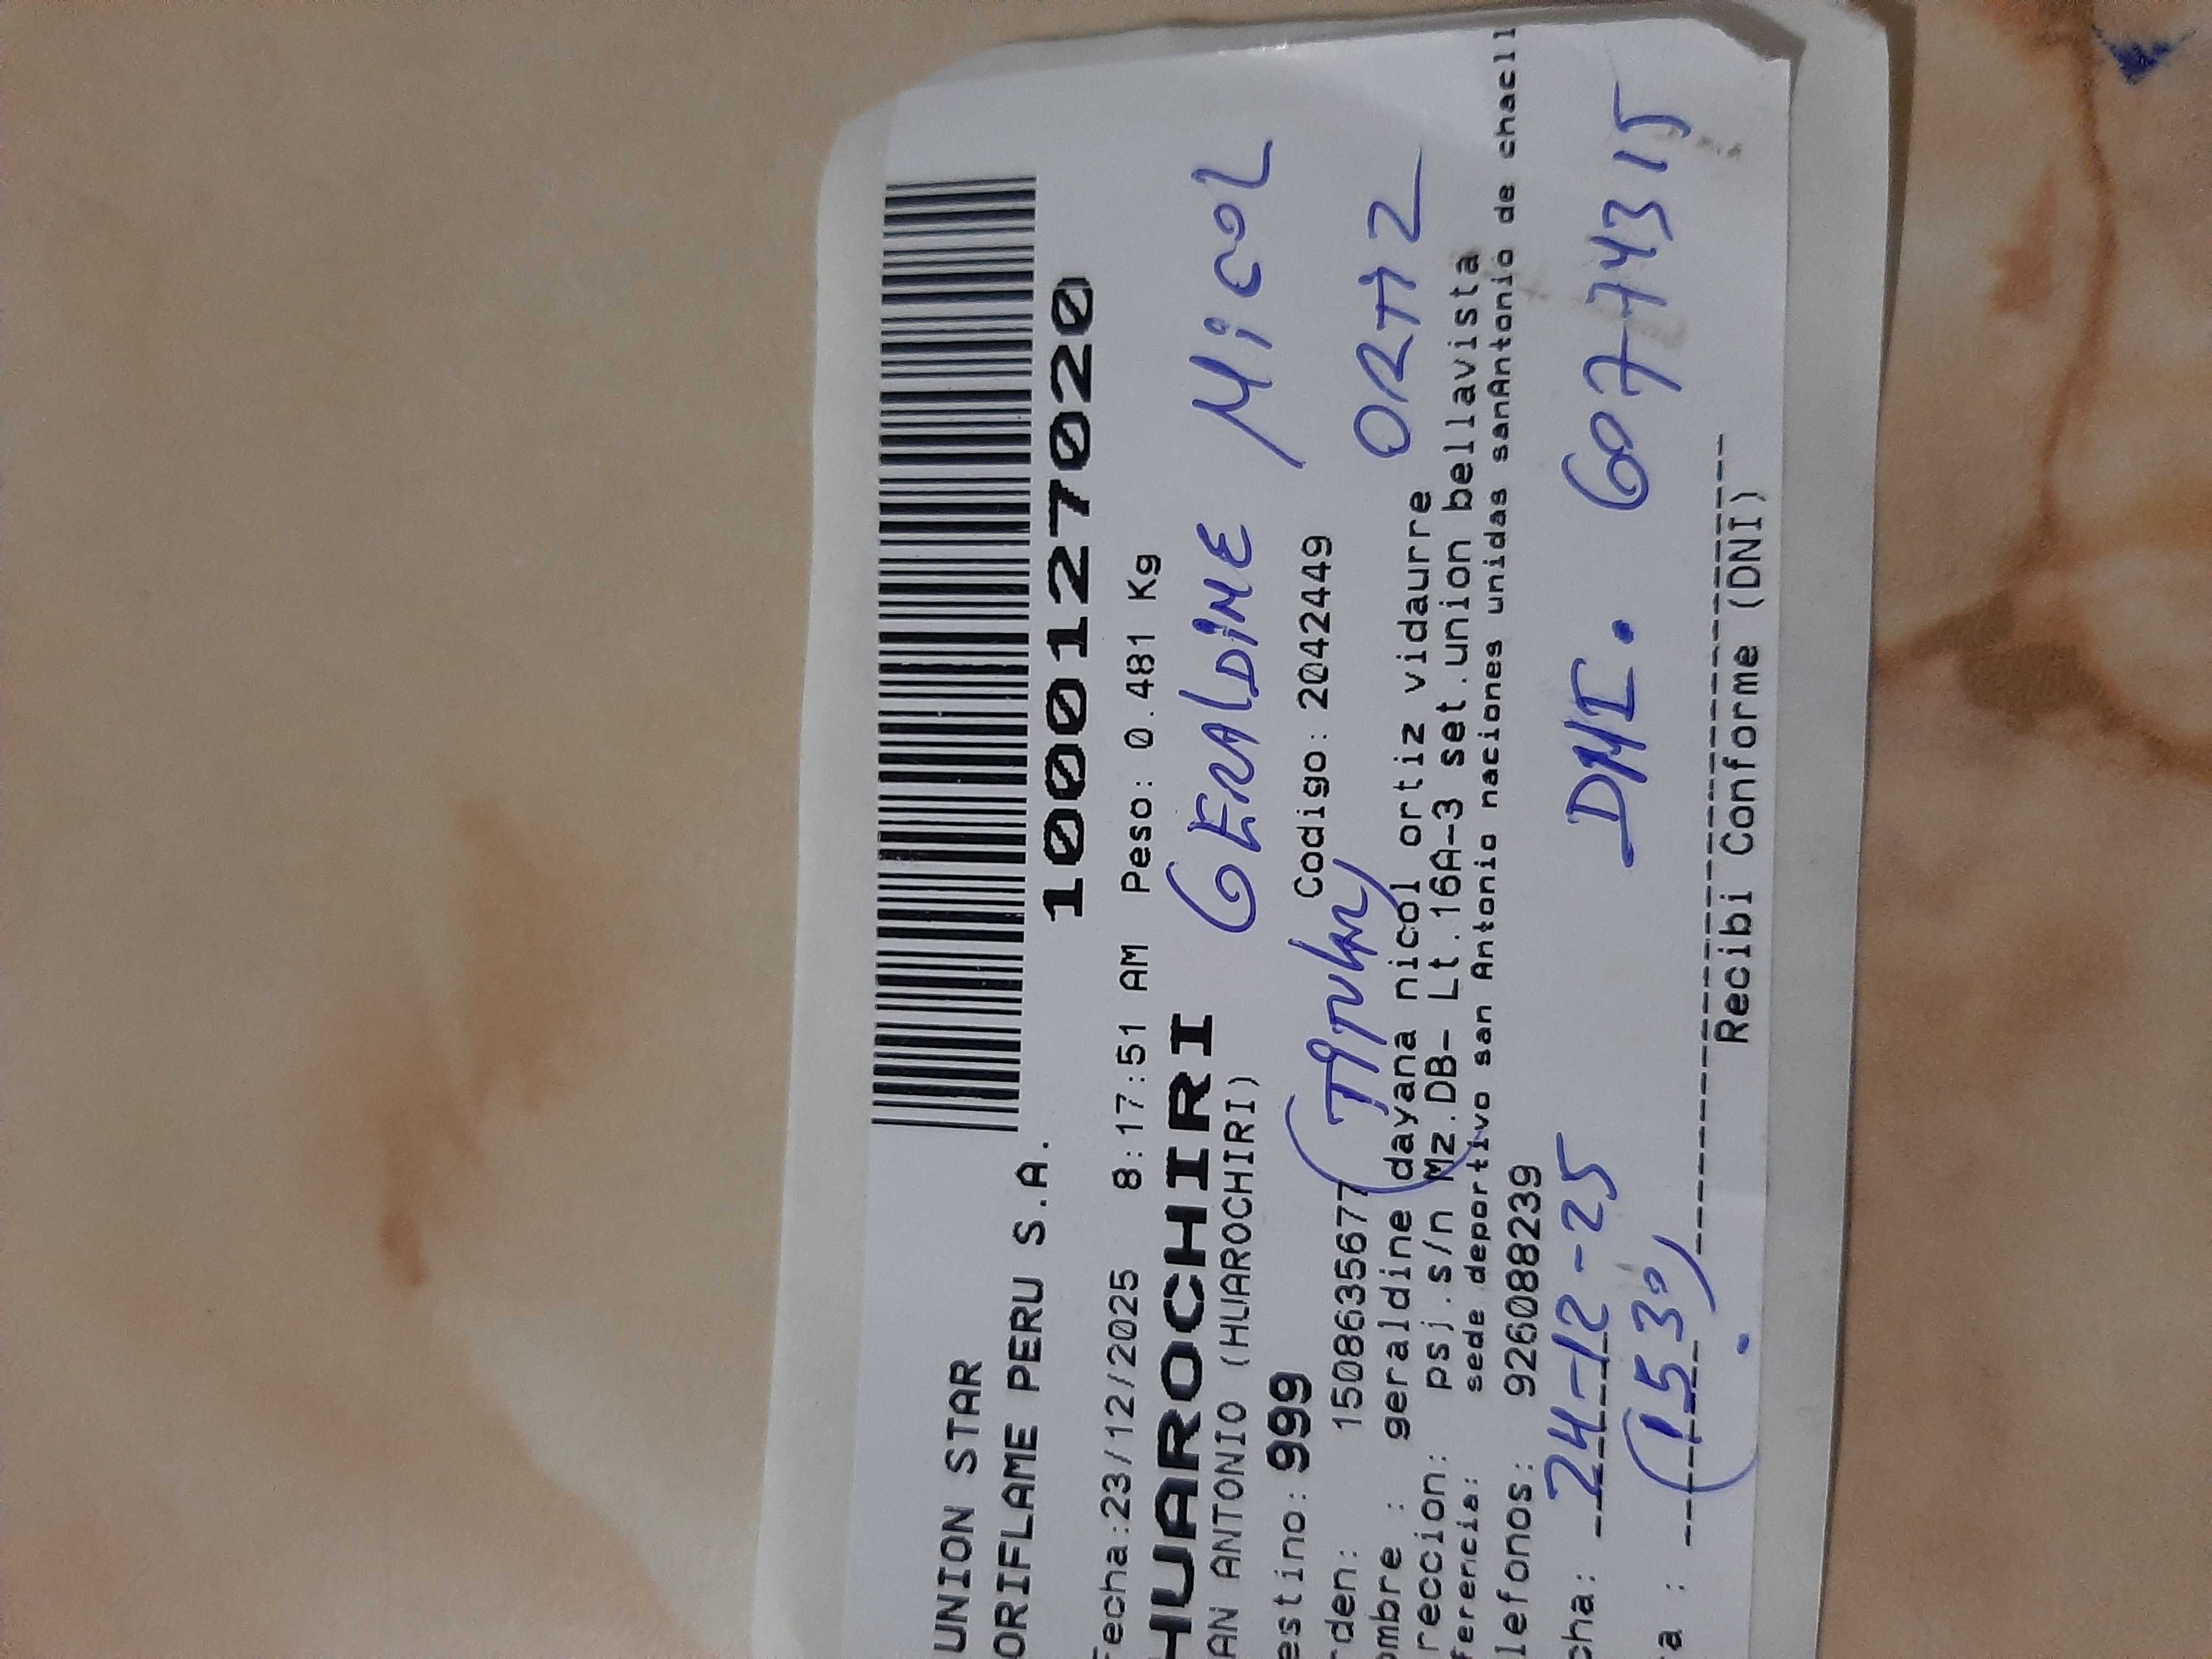 UNION STAR
ORIFLAME PERU S.A.
1000127020
Fecha:23/12/2025 8:17:51 AM Peso: 0.481 Kg
HUAROCHIRI
AN ANTONIO (HUAROCHIRI)
GERALDINE NICOL
estino: 999 Codigo: 2042449
(Titular) ORTIZ
rden: 1508635677
ombre : geraldine dayana nicol ortiz vidaurre
reccion: psj.s/n Mz.DB- Lt.16A-3 set.union bellavista
ferencia: sede deportivo san Antonio naciones unidas sanAntonio de chacll
lefonos: 926088239
cha: 24-12-25 DNI. 60774315
a : (1530)
Recibi Conforme (DNI)